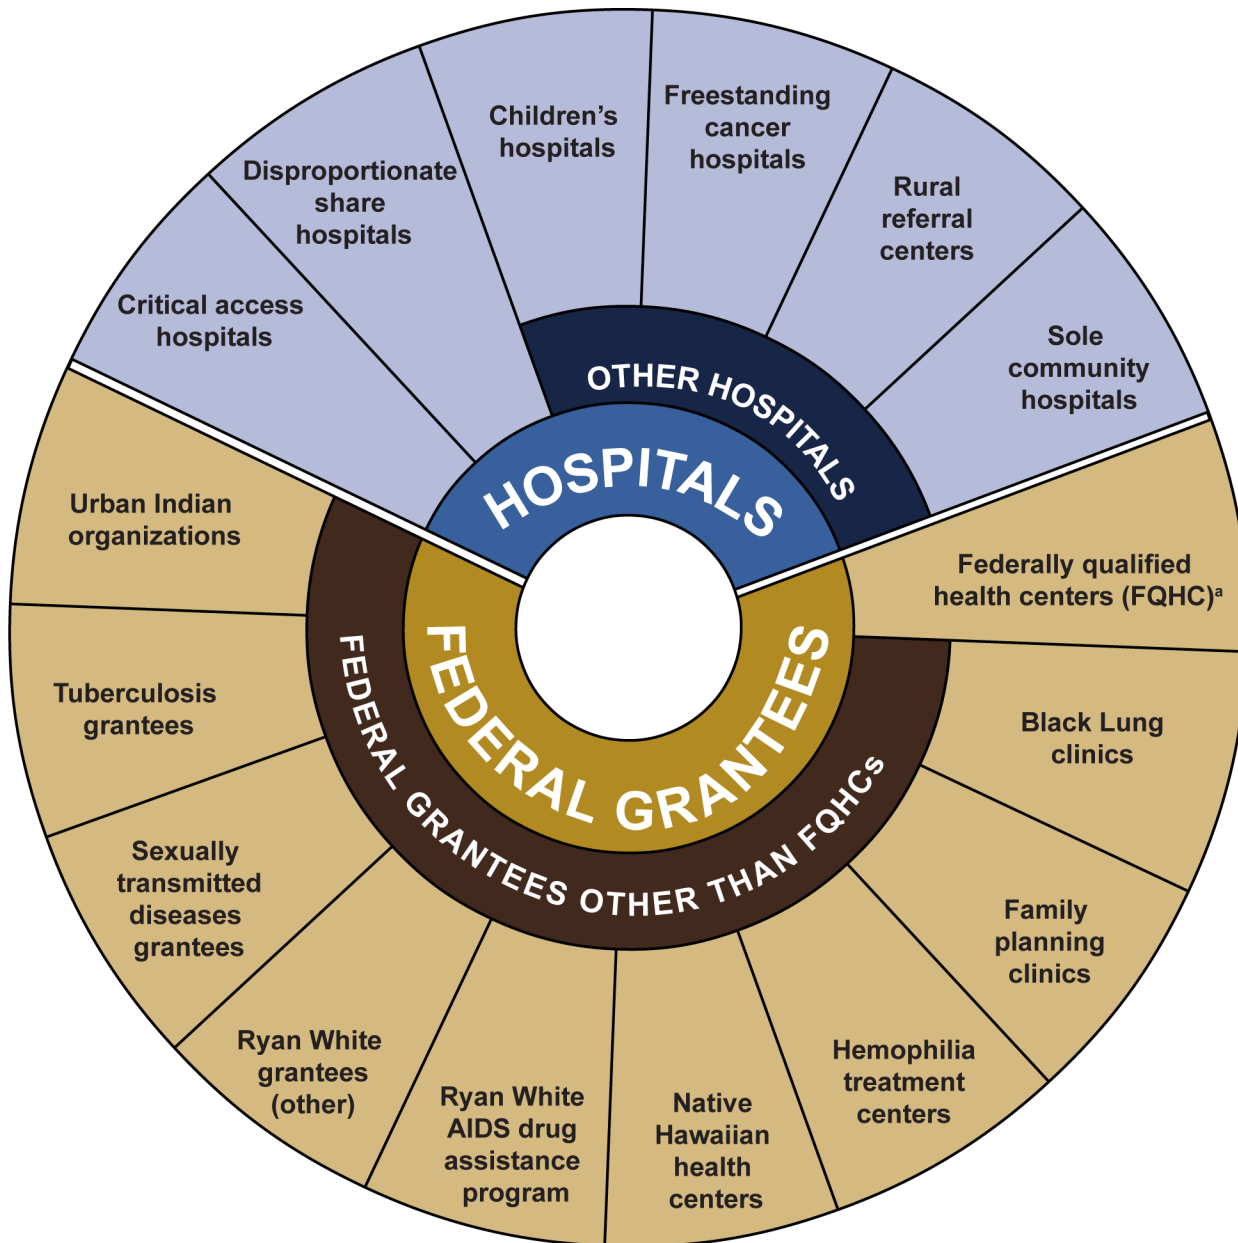 Children’s
hospitals
Freestanding
cancer
hospitals
Disproportionate
share
hospitals
Rural
referral
centers
Critical access
hospitals
Sole
community
hospitals
OTHER HOSPITALS
HOSPITALS
Urban Indian
organizations
Federally qualified
health centers (FQHC)ᵃ
FEDERAL GRANTEES
FEDERAL GRANTEES OTHER THAN FQHCs
Tuberculosis
grantees
Black Lung
clinics
Sexually
transmitted
diseases
grantees
Family
planning
clinics
Ryan White
grantees
(other)
Ryan White
AIDS drug
assistance
program
Native
Hawaiian
health
centers
Hemophilia
treatment
centers